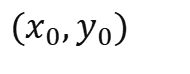 (x₀, y₀)